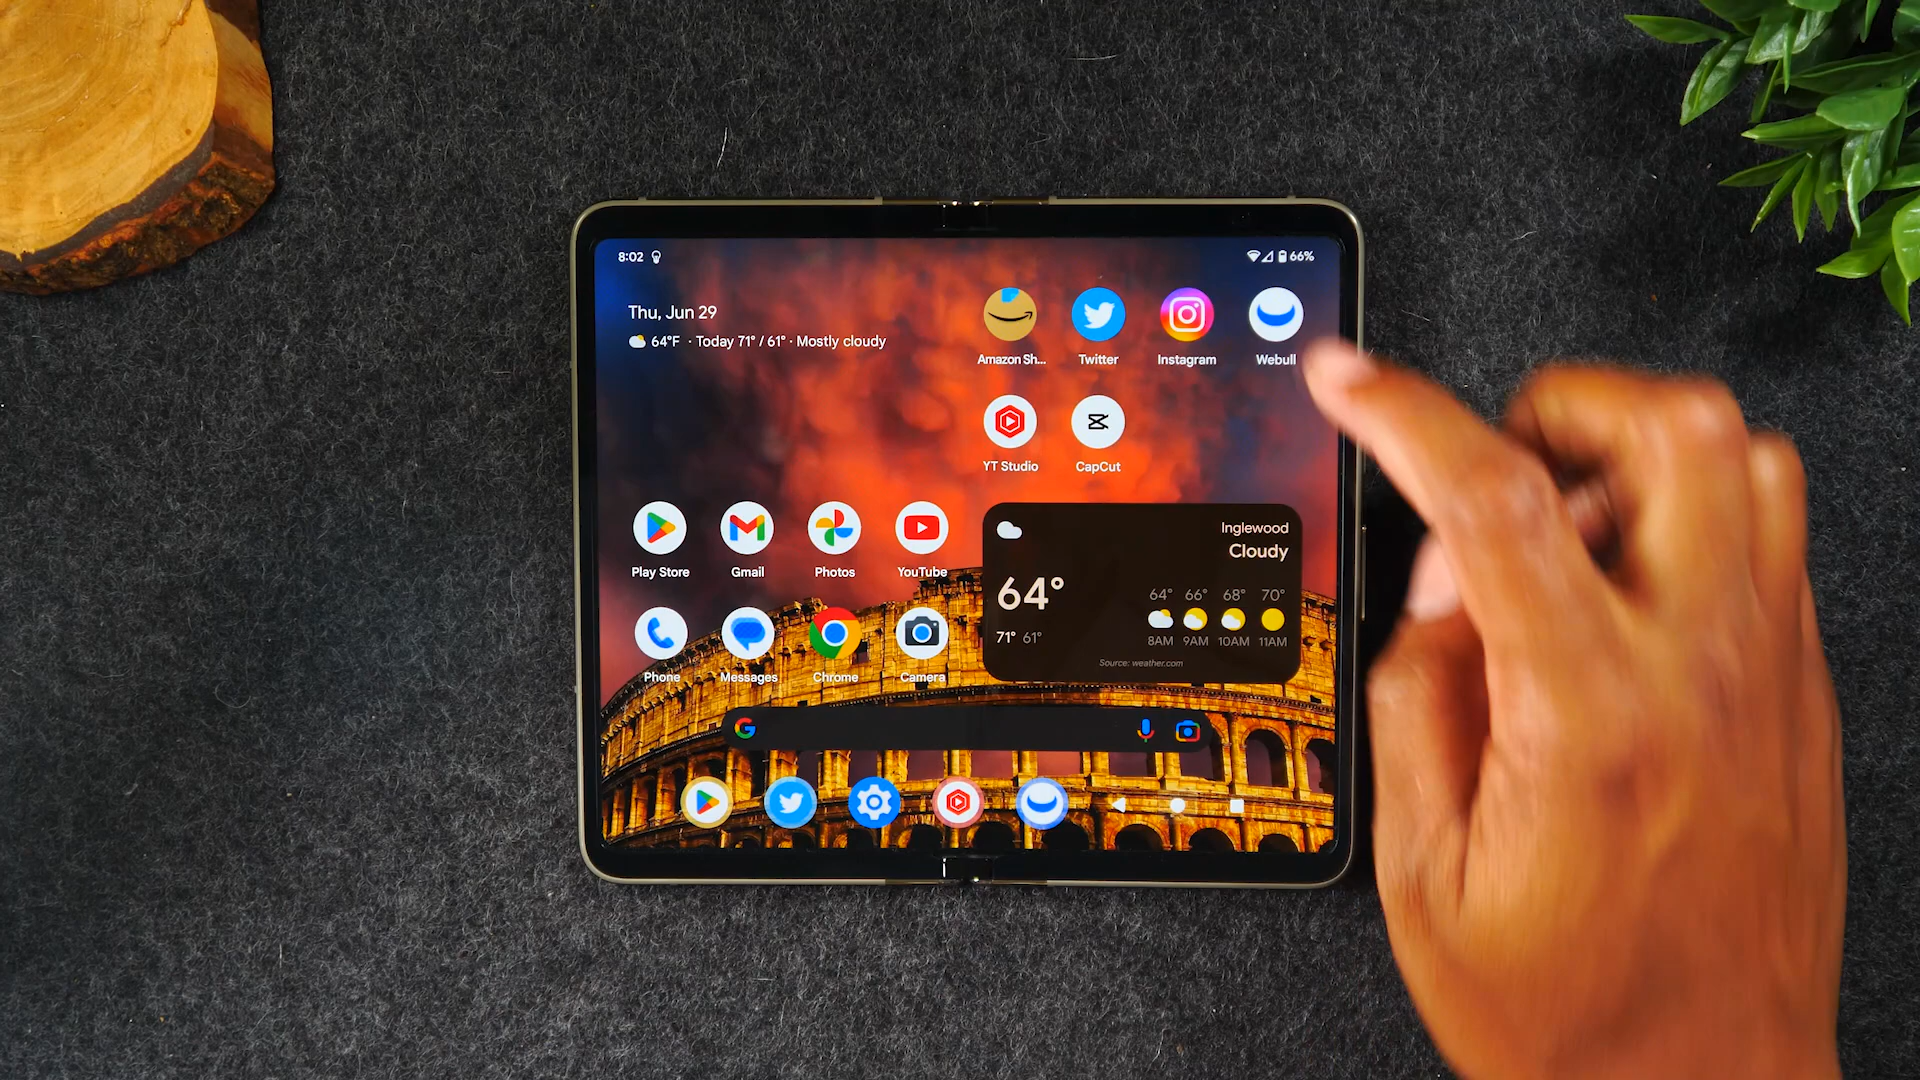 8:02
66%
Thu, Jun 29
64°F · Today 71° / 61° · Mostly cloudy
Amazon Sh...
Twitter
Instagram
Webull
YT Studio
CapCut
Play Store
Gmail
Photos
YouTube
Inglewood
Cloudy
64°
71° 61°
64° 66° 68° 70°
8AM 9AM 10AM 11AM
Source: weather.com
Phone
Messages
Chrome
Camera